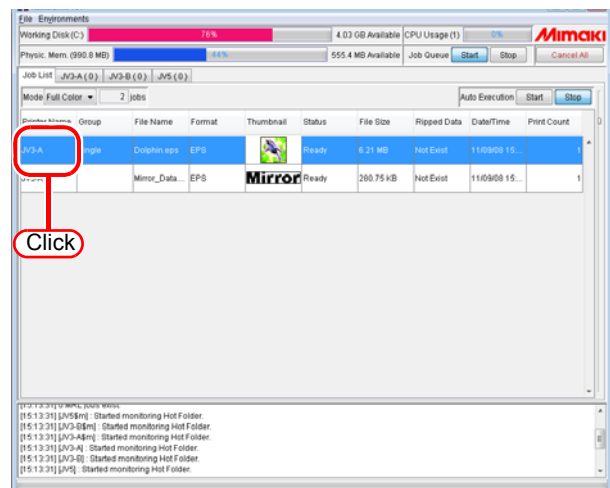 File Environments
Working Disk (C:) 76% 4.03 GB Available CPU Usage (1) 0% Mimaki
Physic. Mem. (990.8 MB) 44% 555.4 MB Available Job Queue Start Stop Cancel All
Job List JV3-A ( 0 ) JV3-B ( 0 ) JV5 ( 0 )
Mode Full Color 2 jobs Auto Execution Start Stop
Printer Name Group File Name Format Thumbnail Status File Size Ripped Data Date/Time Print Count
JV3-A Dolphin.eps EPS Ready 6.21 MB Not Exist 11/09/08 15:... 1
JV3-A Mirror_Data... EPS Mirror Ready 280.75 KB Not Exist 11/09/08 15:... 1
Click
[15:13:31] [JV5$m] : Started monitoring Hot Folder.
[15:13:31] [JV3-B$m] : Started monitoring Hot Folder.
[15:13:31] [JV3-A$m] : Started monitoring Hot Folder.
[15:13:31] [JV3-A] : Started monitoring Hot Folder.
[15:13:31] [JV3-B] : Started monitoring Hot Folder.
[15:13:31] [JV5] : Started monitoring Hot Folder.